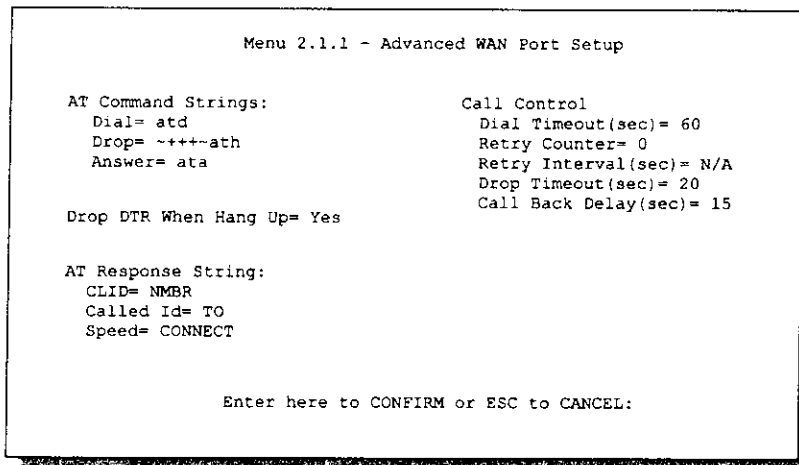 Menu 2.1.1 - Advanced WAN Port Setup
AT Command Strings:
Dial= atd
Drop= ~+++~ath
Answer= ata
Drop DTR When Hang Up= Yes
AT Response String:
CLID= NMBR
Called Id= TO
Speed= CONNECT
Call Control
Dial Timeout(sec)= 60
Retry Counter= 0
Retry Interval(sec)= N/A
Drop Timeout(sec)= 20
Call Back Delay(sec)= 15
Enter here to CONFIRM or ESC to CANCEL: